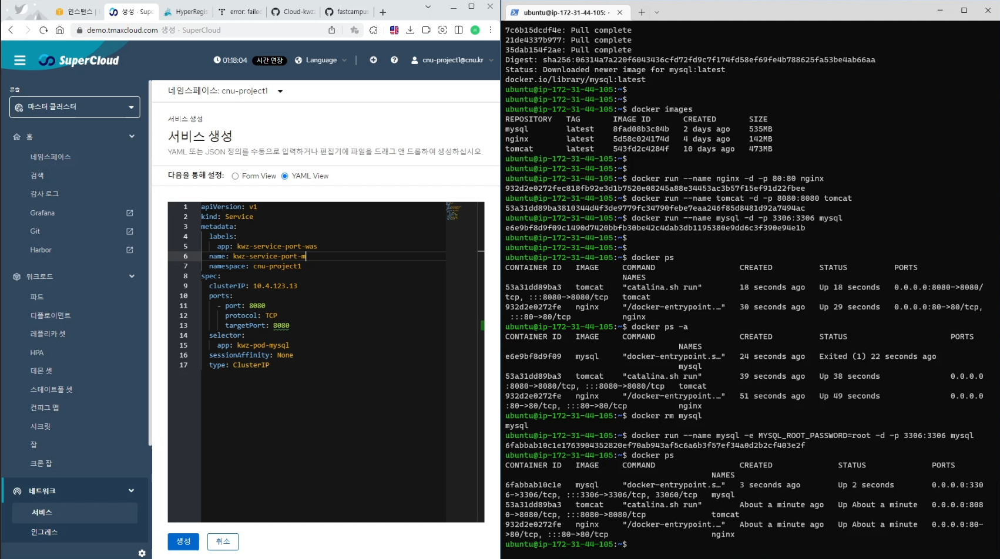 인스턴스 |
생성 · Supe
HyperRegis
error: failed
Cloud-kwz
fastcampus
demo.tmaxcloud.com 생성 · SuperCloud
H
SuperCloud
01:18:04
시간 연장
Language
cnu-project1@cnu.kr
콘솔
마스터 클러스터
홈
네임스페이스
검색
감사 로그
Grafana
Git
Harbor
워크로드
파드
디플로이먼트
레플리카 셋
HPA
데몬 셋
스테이트풀 셋
컨피그 맵
시크릿
잡
크론 잡
네트워크
서비스
인그레스
네임스페이스: cnu-project1
서비스 생성
서비스 생성
YAML 또는 JSON 정의를 수동으로 입력하거나 편집기에 파일을 드래그 앤 드롭하여 생성하십시오.
다음을 통해 설정: Form View YAML View
1 apiVersion: v1
2 kind: Service
3 metadata:
4 labels:
5 app: kwz-service-port-was
6 name: kwz-service-port-m
7 namespace: cnu-project1
8 spec:
9 clusterIP: 10.4.123.13
10 ports:
11 - port: 8080
12 protocol: TCP
13 targetPort: 8080
14 selector:
15 app: kwz-pod-mysql
16 sessionAffinity: None
17 type: ClusterIP
생성 취소
ubuntu@ip-172-31-44-105: ~
7c6b15dcdf4e: Pull complete
21de4337b977: Pull complete
35dab154f2ae: Pull complete
Digest: sha256:06314a7a220f6043436cfd72fd9c7f174fd58ef69fe4b788625fa53be4ab66aa
Status: Downloaded newer image for mysql:latest
docker.io/library/mysql:latest
ubuntu@ip-172-31-44-105:~$
ubuntu@ip-172-31-44-105:~$
ubuntu@ip-172-31-44-105:~$ docker images
REPOSITORY TAG IMAGE ID CREATED SIZE
mysql latest 8fad08b3c84b 2 days ago 535MB
nginx latest 5d58c024174d 4 days ago 142MB
tomcat latest 543fd2c4284f 10 days ago 473MB
ubuntu@ip-172-31-44-105:~$
ubuntu@ip-172-31-44-105:~$
ubuntu@ip-172-31-44-105:~$ docker run --name nginx -d -p 80:80 nginx
932d2e0272fec818fb92e3d1b7520e08245a88e34453ac3b57f15ef91d22fbee
ubuntu@ip-172-31-44-105:~$ docker run --name tomcat -d -p 8080:8080 tomcat
53a31dd89ba3810344d4f3de9779fc34790febe7eaa246f85d8481d92a7494ac
ubuntu@ip-172-31-44-105:~$ docker run --name mysql -d -p 3306:3306 mysql
e6e9bf8d9f09c1490d7420bbfb30be42c4dab3db1195380e9dd6c3f390e94e1b
ubuntu@ip-172-31-44-105:~$
ubuntu@ip-172-31-44-105:~$
ubuntu@ip-172-31-44-105:~$ docker ps
CONTAINER ID IMAGE COMMAND CREATED STATUS PORTS
NAMES
53a31dd89ba3 tomcat "catalina.sh run" 18 seconds ago Up 18 seconds 0.0.0.0:8080->8080/
tcp, :::8080->8080/tcp tomcat
932d2e0272fe nginx "/docker-entrypoint.…" 30 seconds ago Up 29 seconds 0.0.0.0:80->80/tcp,
:::80->80/tcp nginx
ubuntu@ip-172-31-44-105:~$ docker ps -a
CONTAINER ID IMAGE COMMAND CREATED STATUS PORTS
NAMES
e6e9bf8d9f09 mysql "docker-entrypoint.s…" 24 seconds ago Exited (1) 22 seconds ago
mysql
53a31dd89ba3 tomcat "catalina.sh run" 39 seconds ago Up 38 seconds 0.0.0.0
:8080->8080/tcp, :::8080->8080/tcp tomcat
932d2e0272fe nginx "/docker-entrypoint.…" 51 seconds ago Up 49 seconds 0.0.0.0
:80->80/tcp, :::80->80/tcp nginx
ubuntu@ip-172-31-44-105:~$ docker rm mysql
mysql
ubuntu@ip-172-31-44-105:~$ docker run --name mysql -e MYSQL_ROOT_PASSWORD=root -d -p 3306:3306 mysql
6fabbab10c1e1763904352820ef70ab943af5c6a6b3f57ef34a0d2b2cf403e2f
ubuntu@ip-172-31-44-105:~$ docker ps
CONTAINER ID IMAGE COMMAND CREATED STATUS PORTS
NAMES
6fabbab10c1e mysql "docker-entrypoint.s…" 3 seconds ago Up 2 seconds 0.0.0.0:330
6->3306/tcp, :::3306->3306/tcp, 33060/tcp mysql
53a31dd89ba3 tomcat "catalina.sh run" About a minute ago Up About a minute 0.0.0.0:808
0->8080/tcp, :::8080->8080/tcp tomcat
932d2e0272fe nginx "/docker-entrypoint.…" About a minute ago Up About a minute 0.0.0.0:80-
>80/tcp, :::80->80/tcp nginx
ubuntu@ip-172-31-44-105:~$